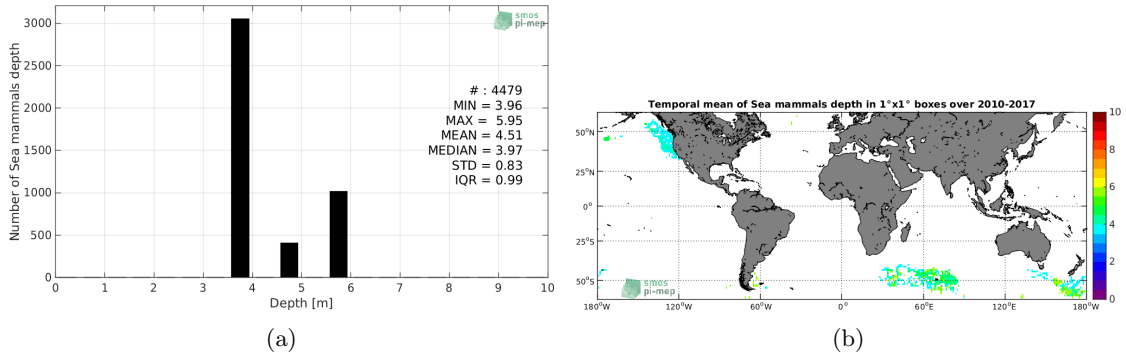 3000
2500
2000
1500
1000
500
0
Number of Sea mammals depth
smos
pi-mep
# : 4479
MIN = 3.96
MAX = 5.95
MEAN = 4.51
MEDIAN = 3.97
STD = 0.83
IQR = 0.99
0 1 2 3 4 5 6 7 8 9 10
Depth [m]
(a)
Temporal mean of Sea mammals depth in 1°x1° boxes over 2010-2017
50°N
25°N
0°
25°S
50°S
smos
pi-mep
180°W 120°W 60°W 0°E 60°E 120°E 180°W
10
8
6
4
2
0
(b)